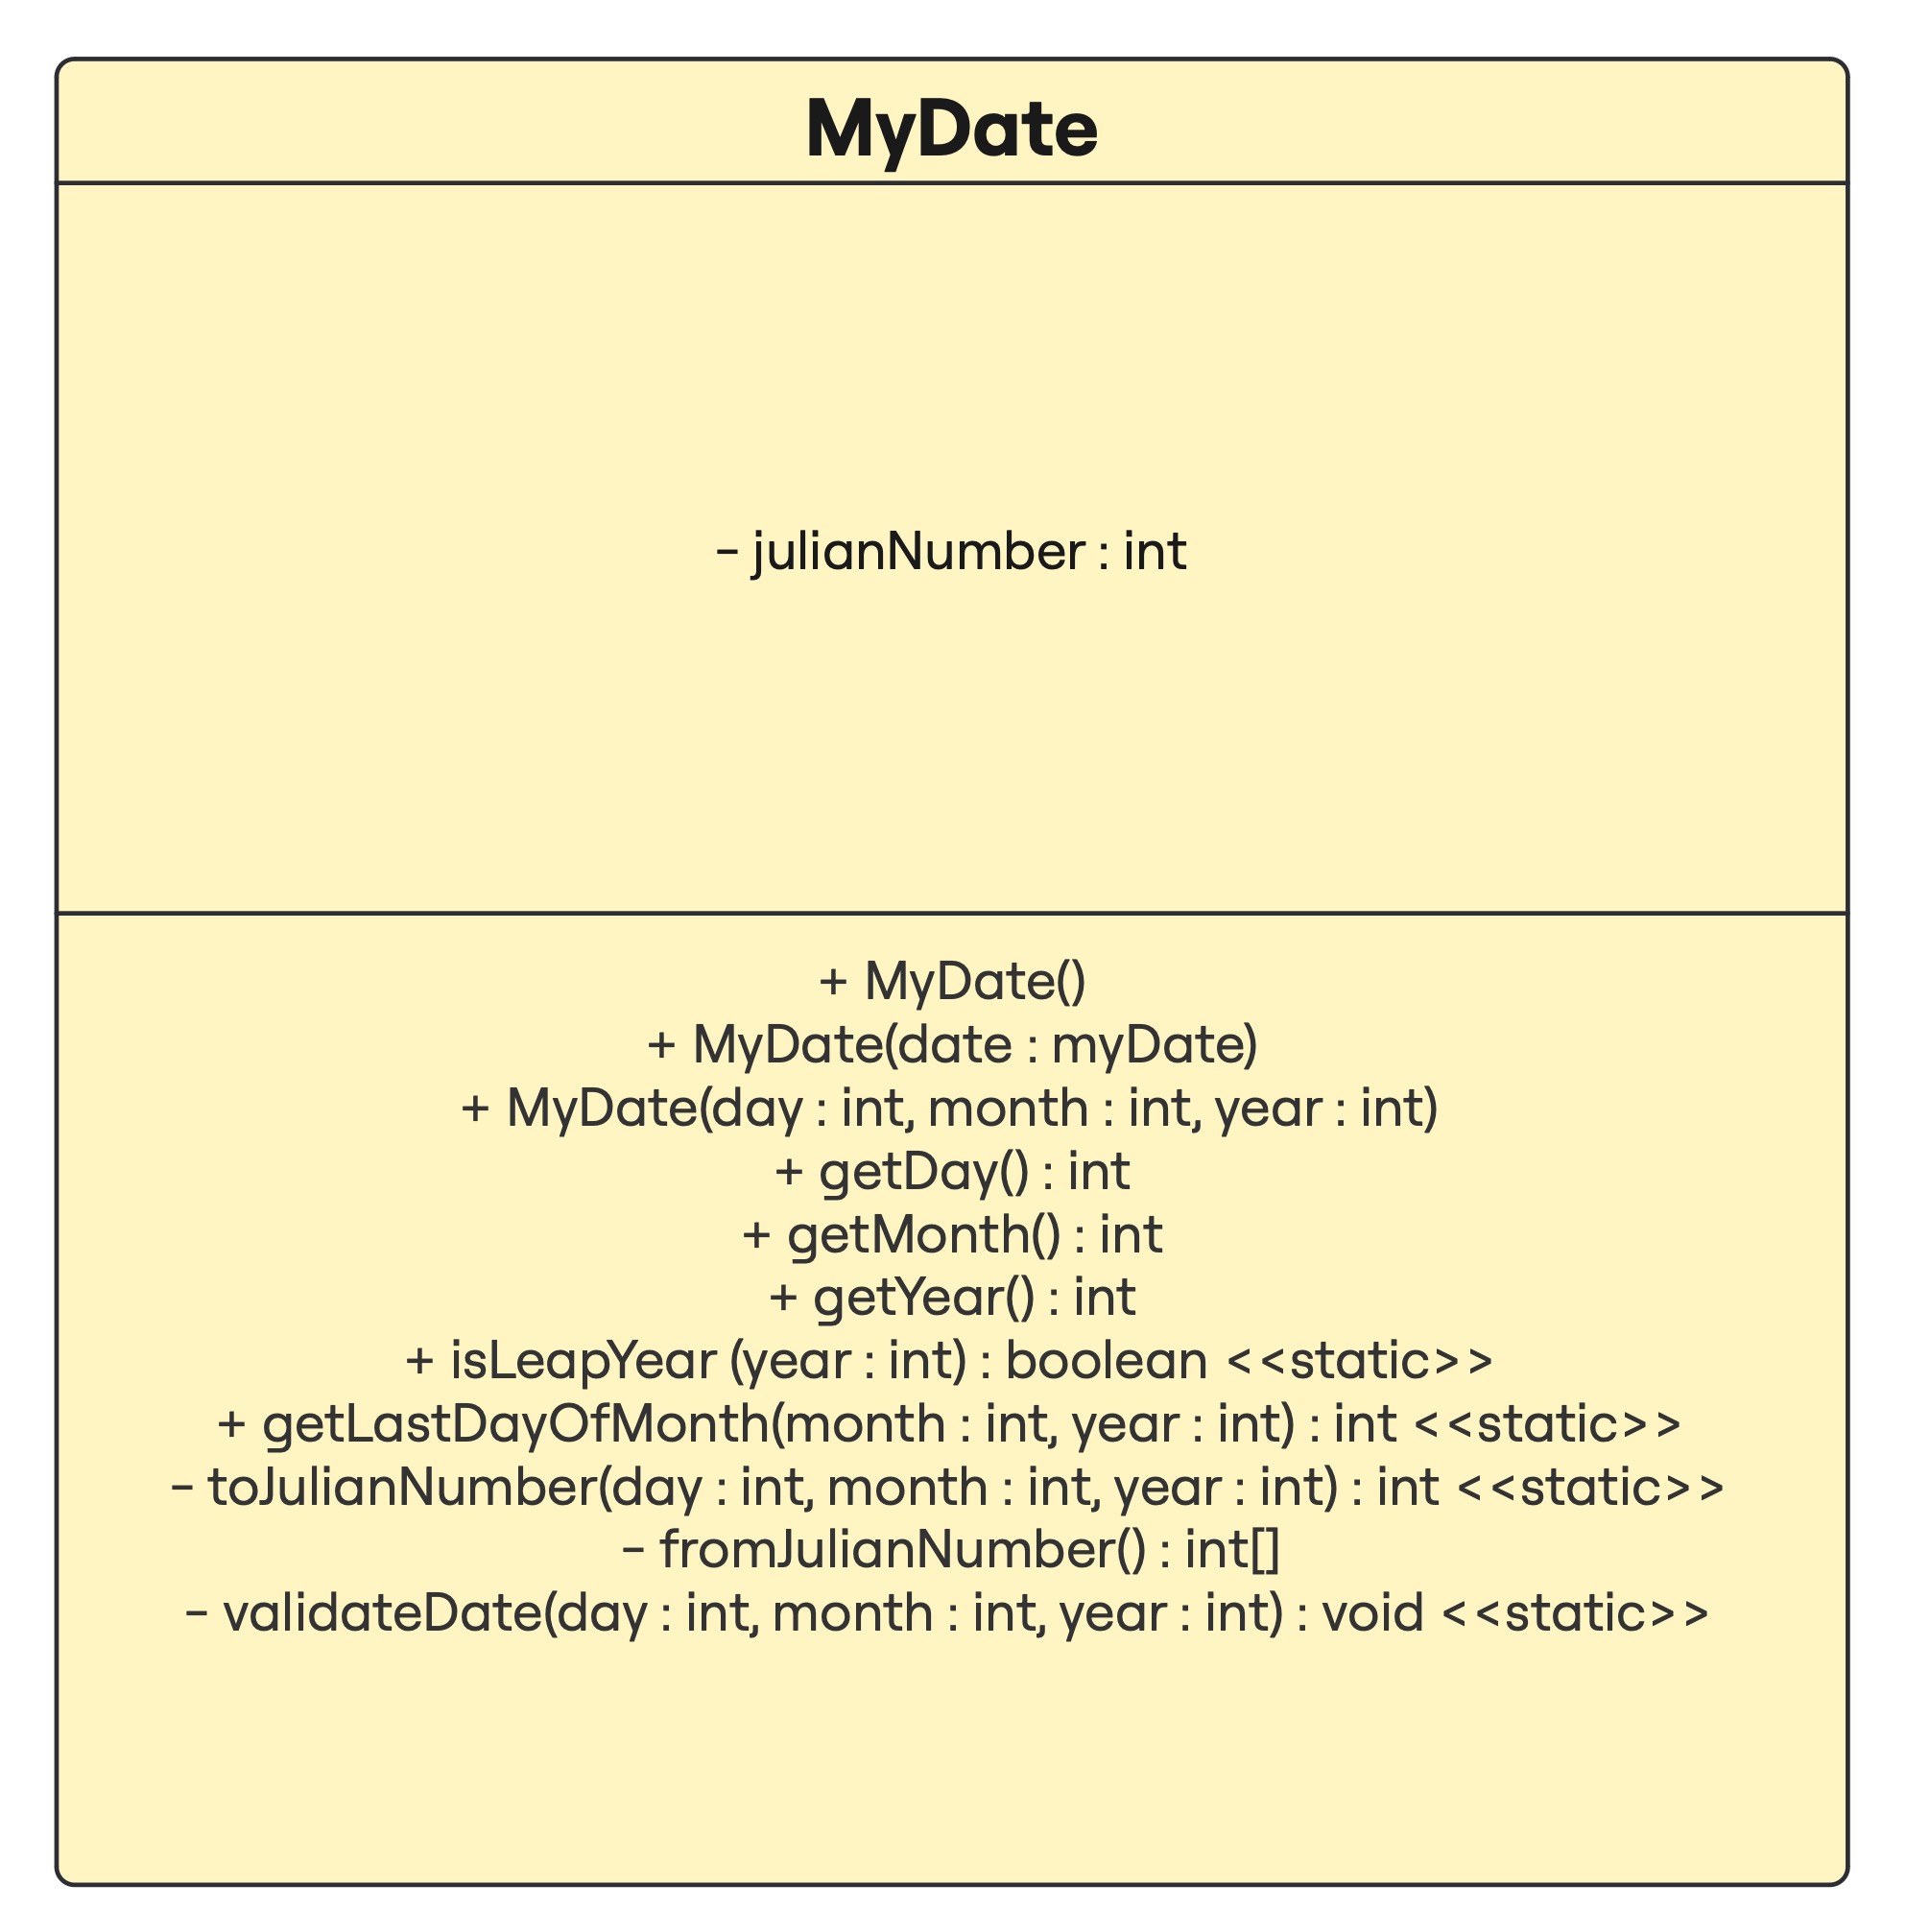 MyDate
- julianNumber : int
+ MyDate()
+ MyDate(date : myDate)
+ MyDate(day : int, month : int, year : int)
+ getDay() : int
+ getMonth() : int
+ getYear() : int
+ isLeapYear (year : int) : boolean <<static>>
+ getLastDayOfMonth(month : int, year : int) : int <<static>>
- toJulianNumber(day : int, month : int, year : int) : int <<static>>
- fromJulianNumber() : int[]
- validateDate(day : int, month : int, year : int) : void <<static>>